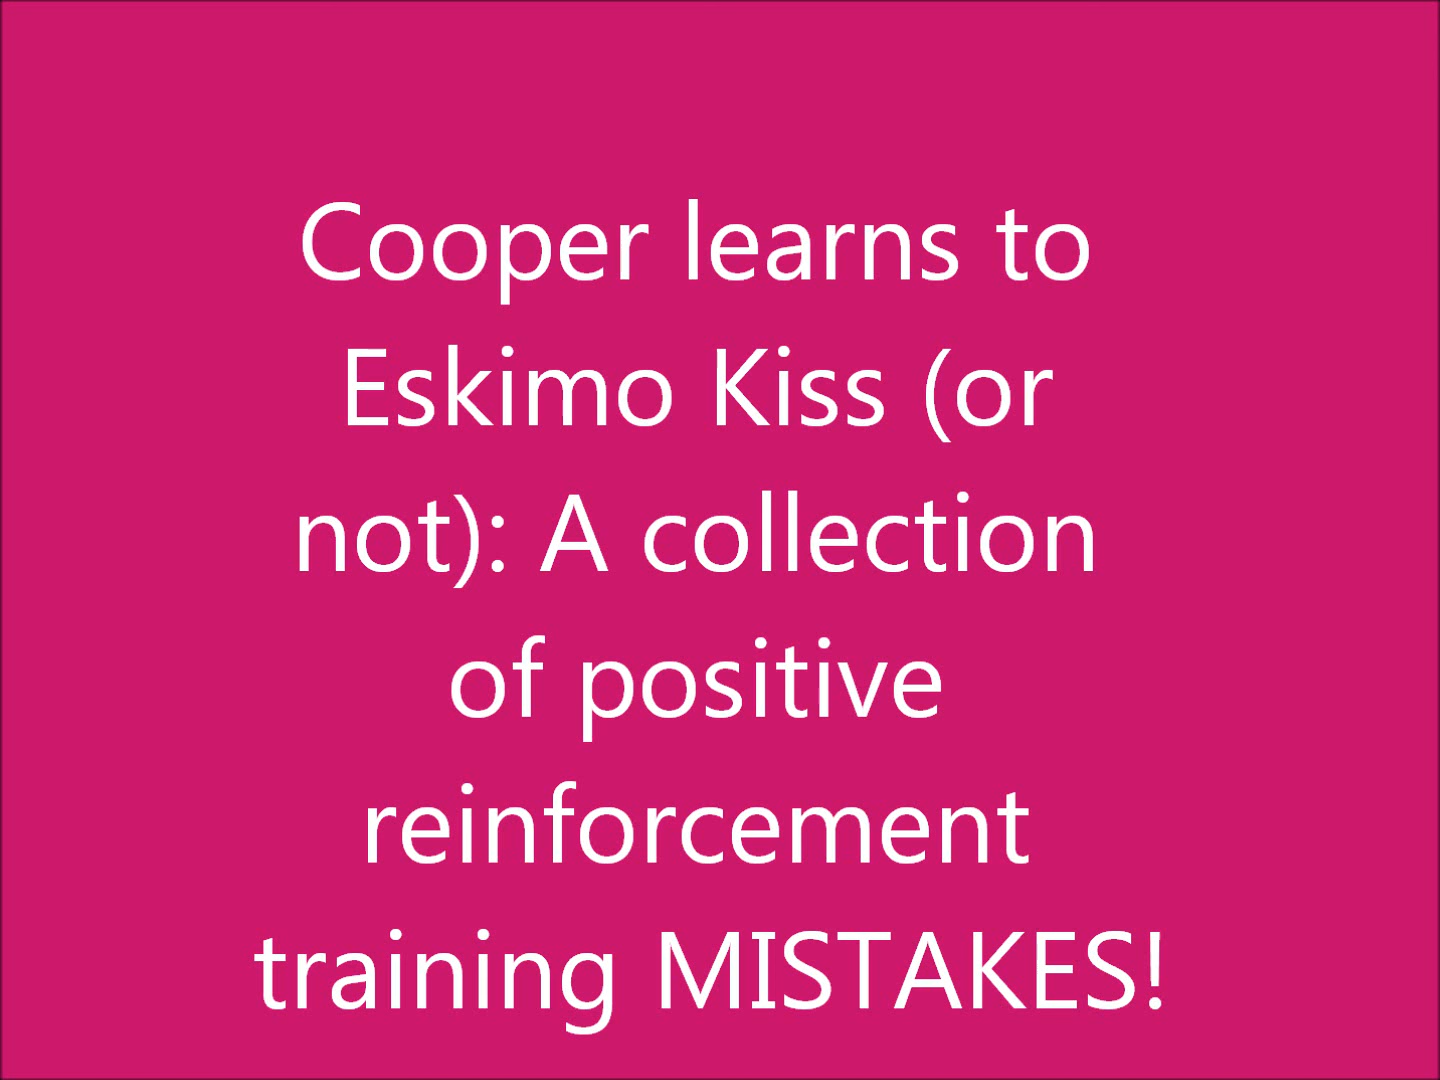 Cooper learns to
Eskimo Kiss (or
not): A collection
of positive
reinforcement
training MISTAKES!